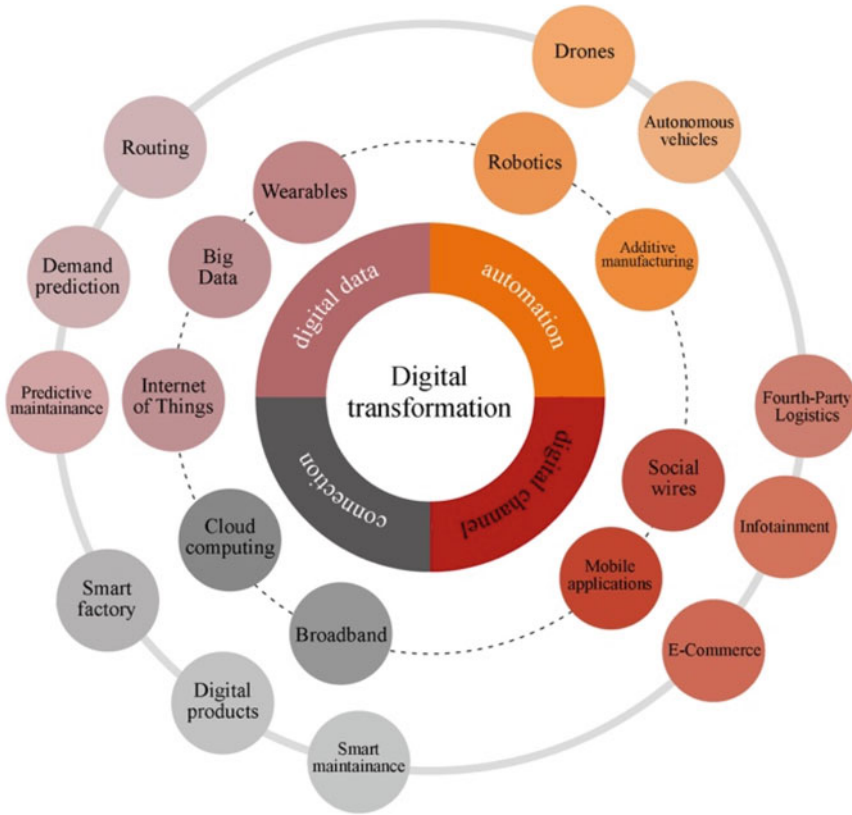 Drones
Autonomous
vehicles
Routing
Robotics
Wearables
Additive
manufacturing
Big
Data
Demand
prediction
digital data
automation
Internet
of Things
Predictive
maintainance
Digital
transformation
Fourth-Party
Logistics
connection
digital channel
Social
wires
Infotainment
Cloud
computing
Mobile
applications
Smart
factory
Broadband
E-Commerce
Digital
products
Smart
maintainance